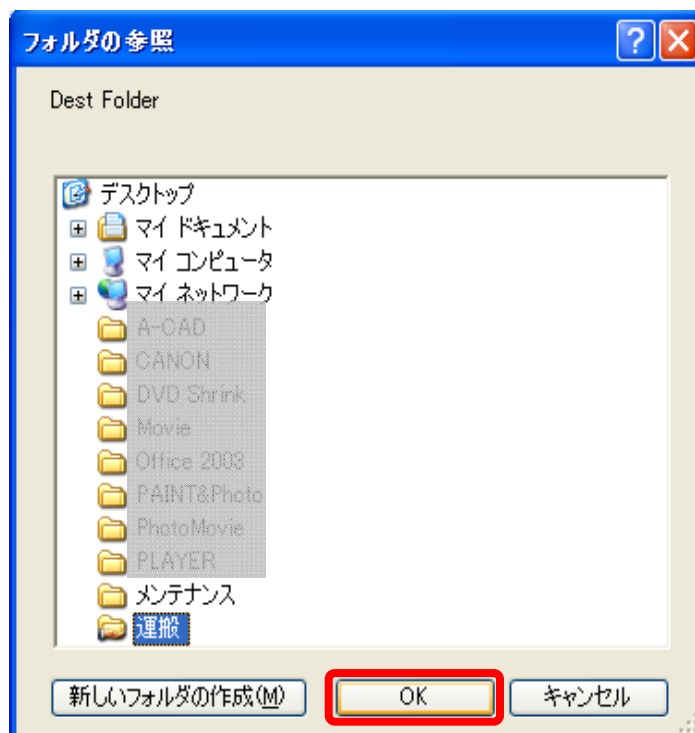 フォルダの参照
Dest Folder
デスクトップ
マイ ドキュメント
マイ コンピュータ
マイ ネットワーク
A-CAD
CANON
DVD Shrink
Movie
Office 2003
PAINT&Photo
PhotoMovie
PLAYER
メンテナンス
運搬
新しいフォルダの作成(M) OK キャンセル